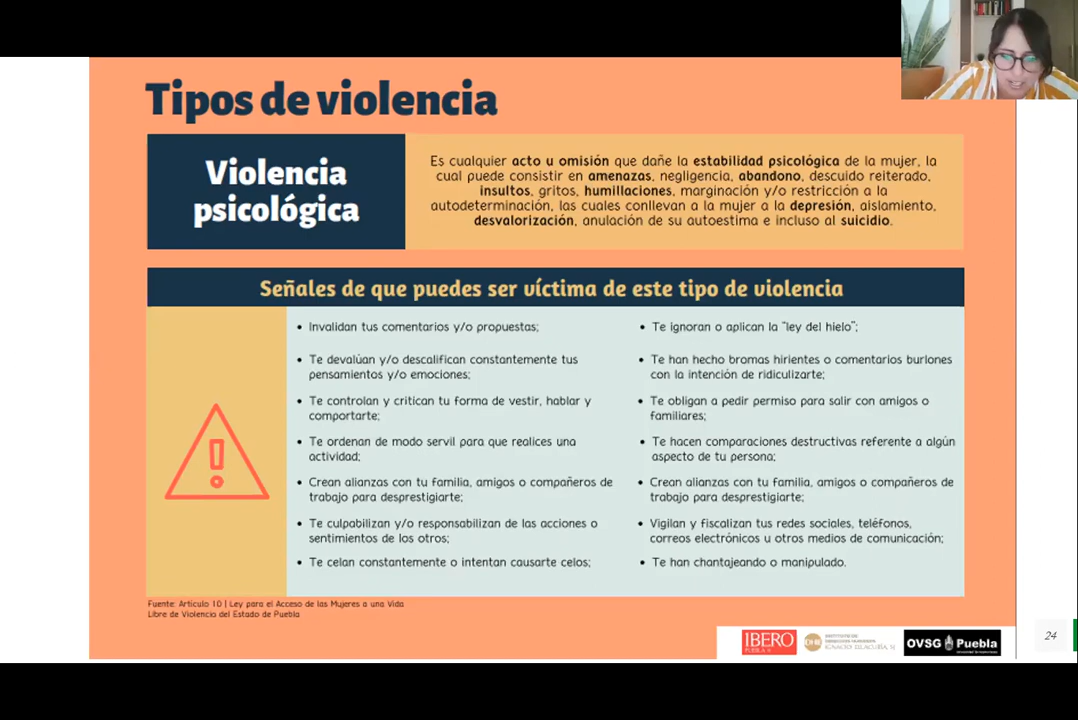 Tipos de violencia
Violencia
psicológica
Es cualquier acto u omisión que dañe la estabilidad psicológica de la mujer, la
cual puede consistir en amenazas, negligencia, abandono, descuido reiterado,
insultos, gritos, humillaciones, marginación y/o restricción a la
autodeterminación, las cuales conllevan a la mujer a la depresión, aislamiento,
desvalorización, anulación de su autoestima e incluso al suicidio.
Señales de que puedes ser víctima de este tipo de violencia
• Invalidan tus comentarios y/o propuestas;
• Te devalúan y/o descalifican constantemente tus
pensamientos y/o emociones;
• Te controlan y critican tu forma de vestir, hablar y
comportarte;
• Te ordenan de modo servil para que realices una
actividad;
• Crean alianzas con tu familia, amigos o compañeros de
trabajo para desprestigiarte;
• Te culpabilizan y/o responsabilizan de las acciones o
sentimientos de los otros;
• Te celan constantemente o intentan causarte celos;
• Te ignoran o aplican la "ley del hielo";
• Te han hecho bromas hirientes o comentarios burlones
con la intención de ridiculizarte;
• Te obligan a pedir permiso para salir con amigos o
familiares;
• Te hacen comparaciones destructivas referente a algún
aspecto de tu persona;
• Crean alianzas con tu familia, amigos o compañeros de
trabajo para desprestigiarte;
• Vigilan y fiscalizan tus redes sociales, teléfonos,
correos electrónicos u otros medios de comunicación;
• Te han chantajeando o manipulado.
Fuente: Artículo 10 | Ley para el Acceso de las Mujeres a una Vida
Libre de Violencia del Estado de Puebla
IBERO
PUEBLA
IGNACIO ELLACURÍA, SJ
OVSG Puebla
24